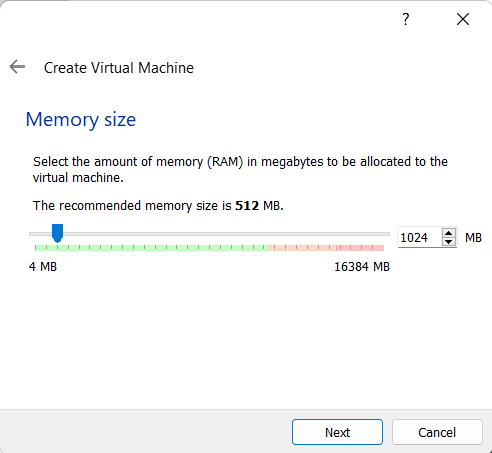 ?
Create Virtual Machine
Memory size
Select the amount of memory (RAM) in megabytes to be allocated to the
virtual machine.
The recommended memory size is 512 MB.
1024 MB
4 MB 16384 MB
Next Cancel